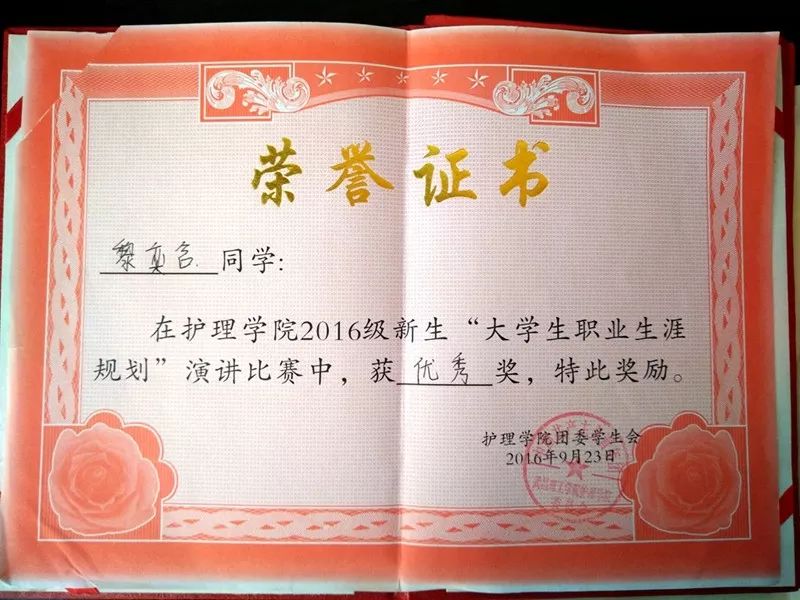 荣誉证书
黎真言同学:
在护理学院2016级新生“大学生职业生涯
规划”演讲比赛中,获优秀奖,特此奖励。
护理学院团委学生会
2016年9月23日